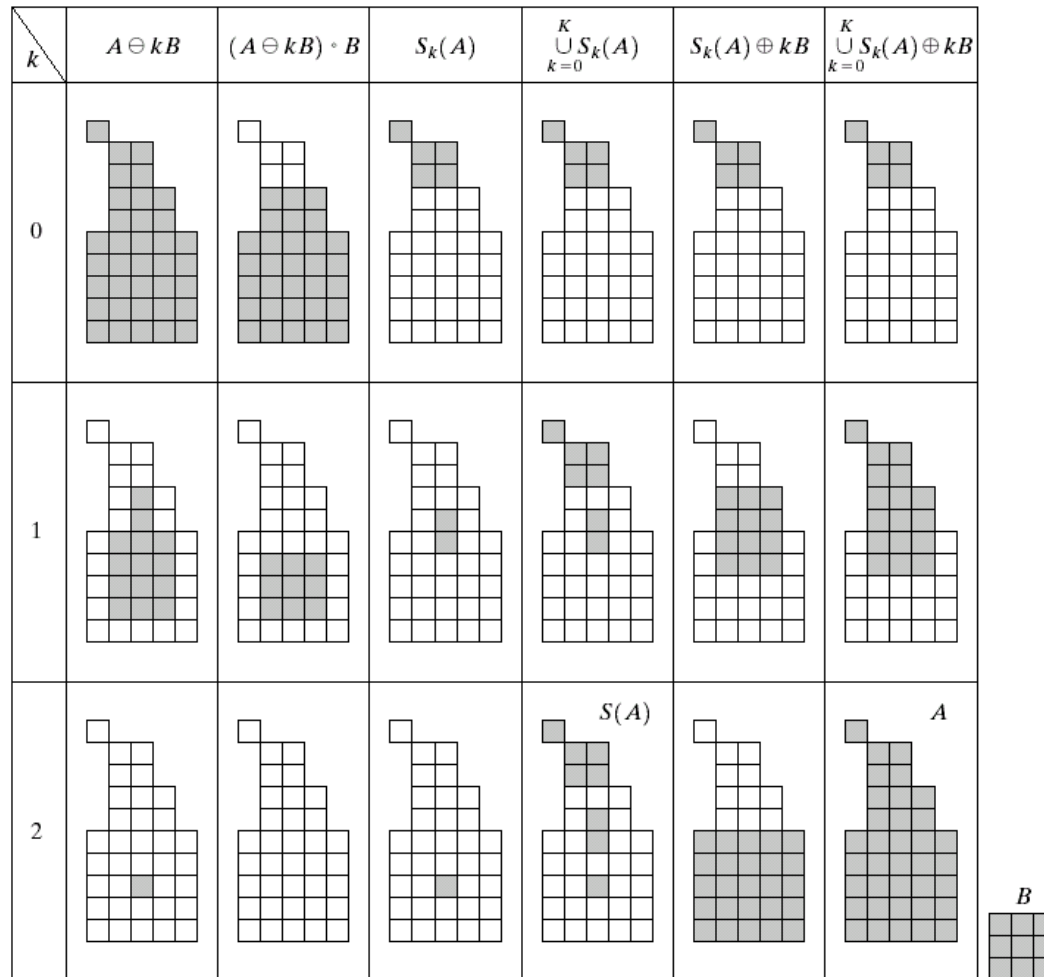 k A ⊖ kB (A ⊖ kB) ∘ B S_k(A) ∪_{k=0}^{K} S_k(A) S_k(A) ⊕ kB ∪_{k=0}^{K} S_k(A) ⊕ kB
0
1
S(A) A
2
B